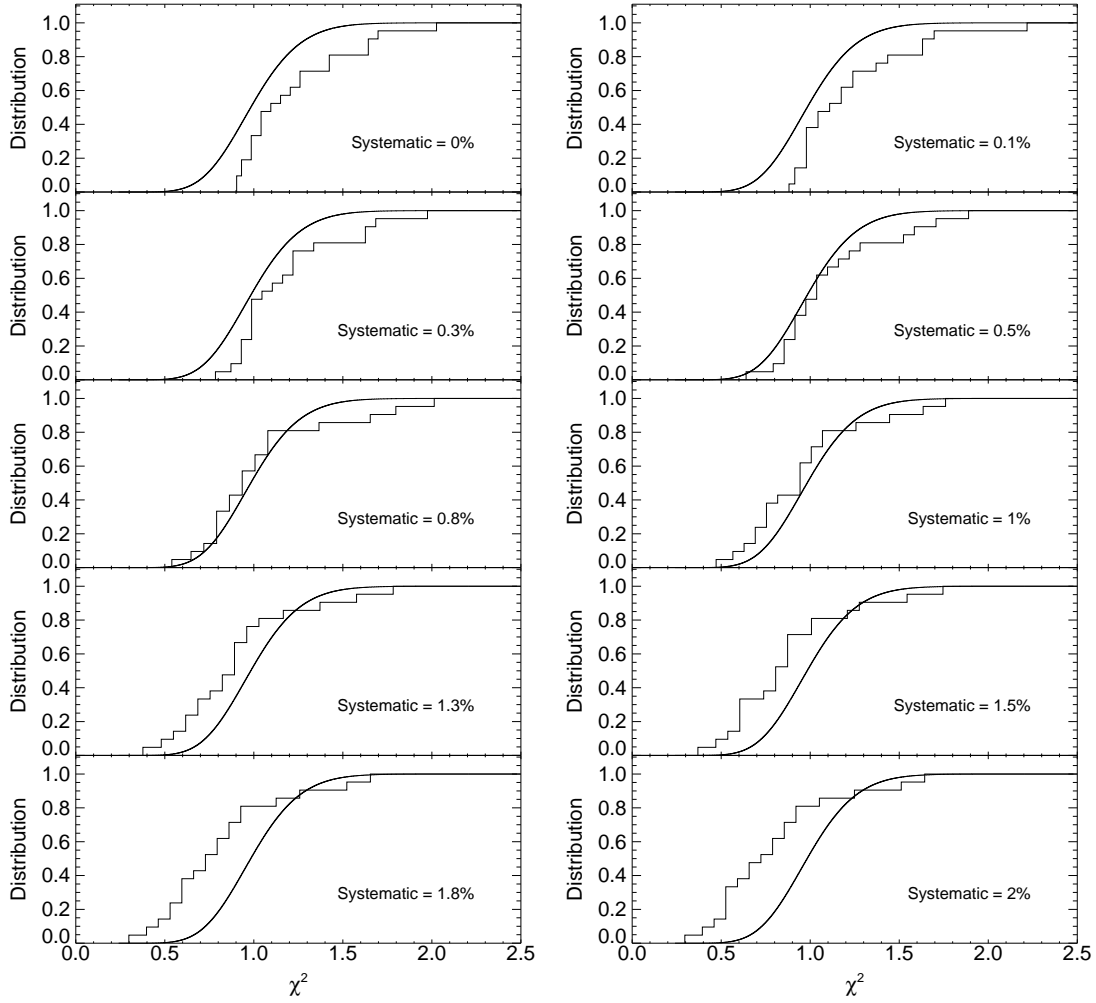 1.0
0.8
0.6
0.4
0.2
0.0
Distribution
Systematic = 0%
1.0
0.8
0.6
0.4
0.2
0.0
Distribution
Systematic = 0.1%
1.0
0.8
0.6
0.4
0.2
0.0
Distribution
Systematic = 0.3%
1.0
0.8
0.6
0.4
0.2
0.0
Distribution
Systematic = 0.5%
1.0
0.8
0.6
0.4
0.2
0.0
Distribution
Systematic = 0.8%
1.0
0.8
0.6
0.4
0.2
0.0
Distribution
Systematic = 1%
1.0
0.8
0.6
0.4
0.2
0.0
Distribution
Systematic = 1.3%
1.0
0.8
0.6
0.4
0.2
0.0
Distribution
Systematic = 1.5%
1.0
0.8
0.6
0.4
0.2
0.0
Distribution
Systematic = 1.8%
0.0 0.5 1.0 1.5 2.0 2.5
χ²
1.0
0.8
0.6
0.4
0.2
0.0
Distribution
Systematic = 2%
0.0 0.5 1.0 1.5 2.0 2.5
χ²